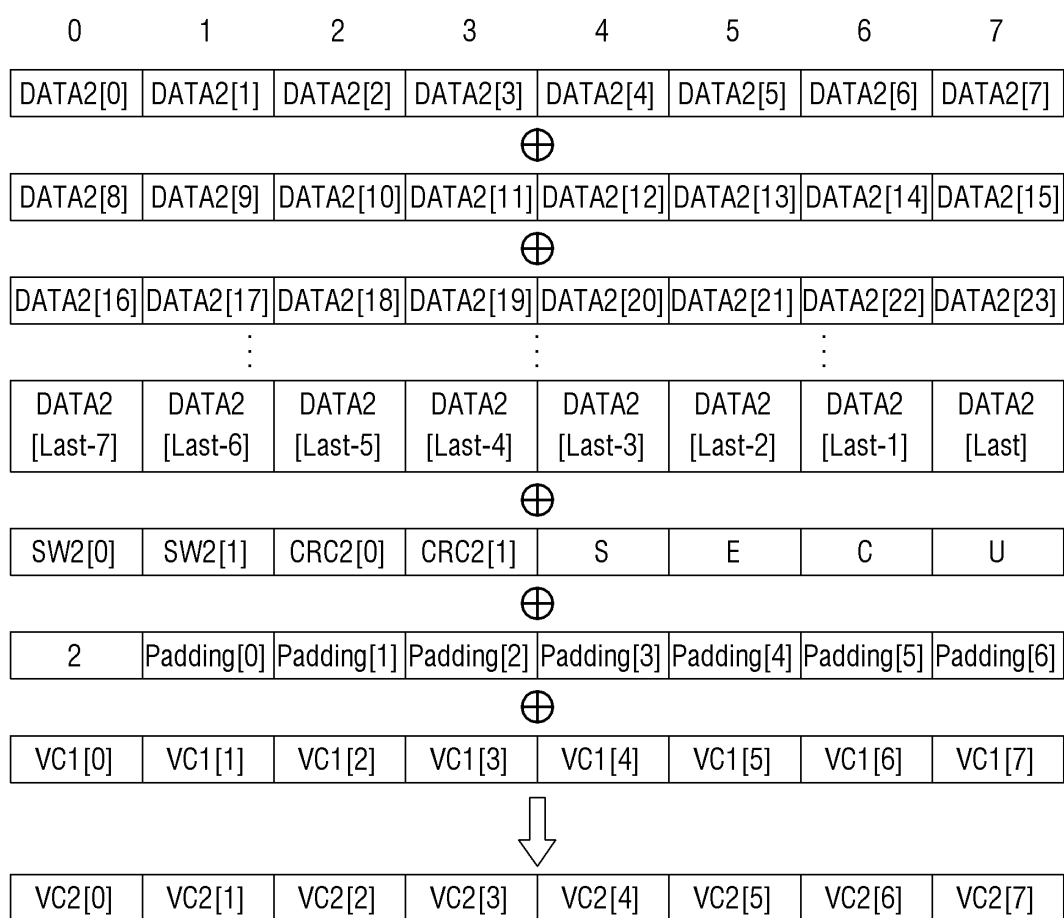 0 1 2 3 4 5 6 7
DATA2[0] DATA2[1] DATA2[2] DATA2[3] DATA2[4] DATA2[5] DATA2[6] DATA2[7]
⊕
DATA2[8] DATA2[9] DATA2[10] DATA2[11] DATA2[12] DATA2[13] DATA2[14] DATA2[15]
⊕
DATA2[16] DATA2[17] DATA2[18] DATA2[19] DATA2[20] DATA2[21] DATA2[22] DATA2[23]
⋮ ⋮ ⋮
DATA2 DATA2 DATA2 DATA2 DATA2 DATA2 DATA2 DATA2
[Last-7] [Last-6] [Last-5] [Last-4] [Last-3] [Last-2] [Last-1] [Last]
⊕
SW2[0] SW2[1] CRC2[0] CRC2[1] S E C U
⊕
2 Padding[0] Padding[1] Padding[2] Padding[3] Padding[4] Padding[5] Padding[6]
⊕
VC1[0] VC1[1] VC1[2] VC1[3] VC1[4] VC1[5] VC1[6] VC1[7]
VC2[0] VC2[1] VC2[2] VC2[3] VC2[4] VC2[5] VC2[6] VC2[7]